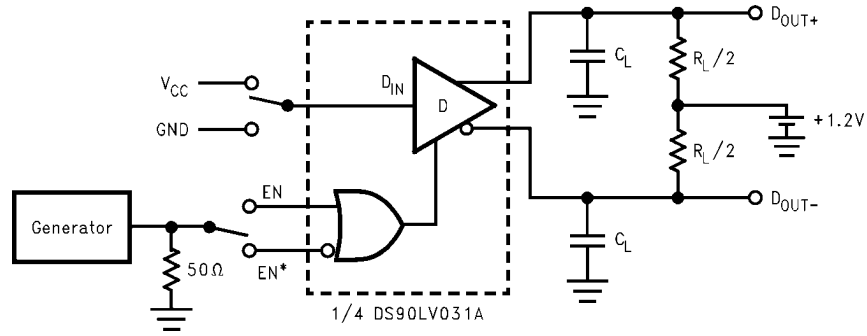 D_OUT+
V_CC
D_IN
C_L
R_L/2
D
+1.2V
GND
R_L/2
EN
D_OUT-
Generator
C_L
50Ω
EN*
1/4 DS90LV031A